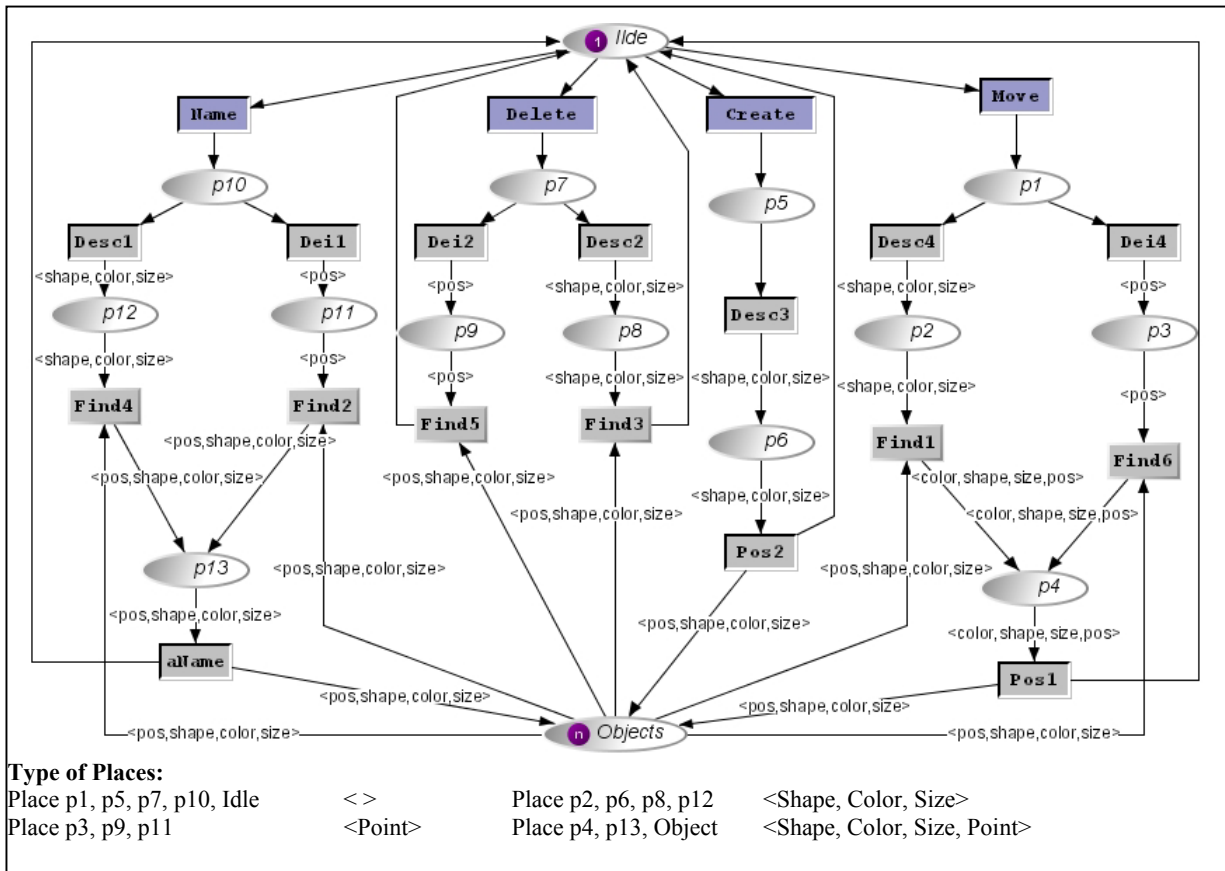 1 Ilde
Name
Delete
Create
Move
p10
p7
p5
p1
Desc1
Dei1
Dei2
Desc2
Desc4
Dei4
<shape,color,size>
<pos>
<pos>
<shape,color,size>
<shape,color,size>
<pos>
p12
p11
p9
p8
Desc3
p2
p3
<shape,color,size>
<pos>
<pos>
<shape,color,size>
<shape,color,size>
<shape,color,size>
<pos>
Find4
Find2
Find5
Find3
p6
Find1
Find6
<pos,shape,color,size>
<pos,shape,color,size>
<pos,shape,color,size>
<pos,shape,color,size>
<shape,color,size>
<color,shape,size,pos>
<color,shape,size,pos>
Pos2
p13
<pos,shape,color,size>
<pos,shape,color,size>
p4
<pos,shape,color,size>
<pos,shape,color,size>
<color,shape,size,pos>
aName
Pos1
<pos,shape,color,size>
<pos,shape,color,size>
<pos,shape,color,size>
n Objects
<pos,shape,color,size>
Type of Places:
Place p1, p5, p7, p10, Idle < > Place p2, p6, p8, p12 <Shape, Color, Size>
Place p3, p9, p11 <Point> Place p4, p13, Object <Shape, Color, Size, Point>